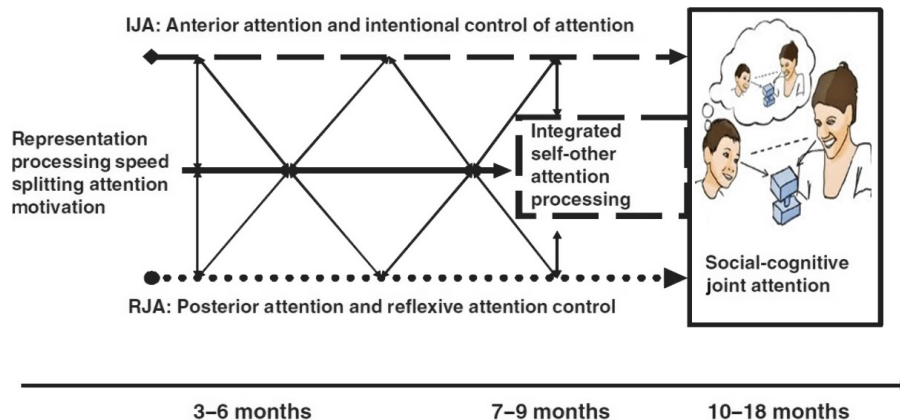 IJA: Anterior attention and intentional control of attention
Representation
processing speed
splitting attention
motivation
Integrated
self-other
attention
processing
Social-cognitive
joint attention
RJA: Posterior attention and reflexive attention control
3–6 months
7–9 months
10–18 months